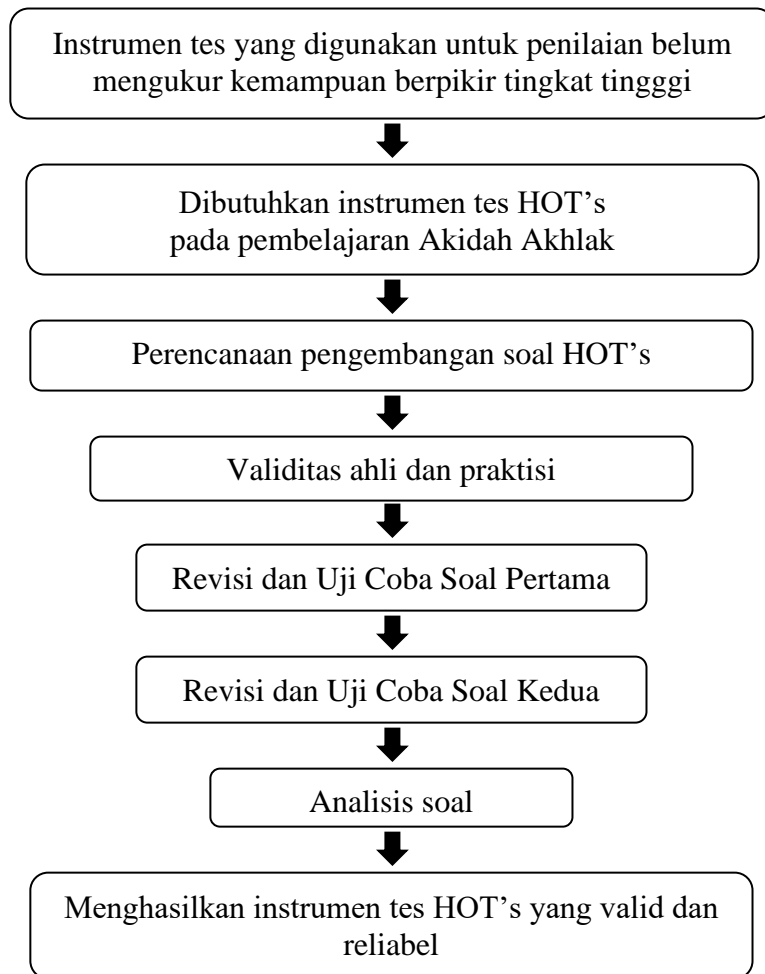 Instrumen tes yang digunakan untuk penilaian belum
mengukur kemampuan berpikir tingkat tingggi
Dibutuhkan instrumen tes HOT’s
pada pembelajaran Akidah Akhlak
Perencanaan pengembangan soal HOT’s
Validitas ahli dan praktisi
Revisi dan Uji Coba Soal Pertama
Revisi dan Uji Coba Soal Kedua
Analisis soal
Menghasilkan instrumen tes HOT’s yang valid dan
reliabel